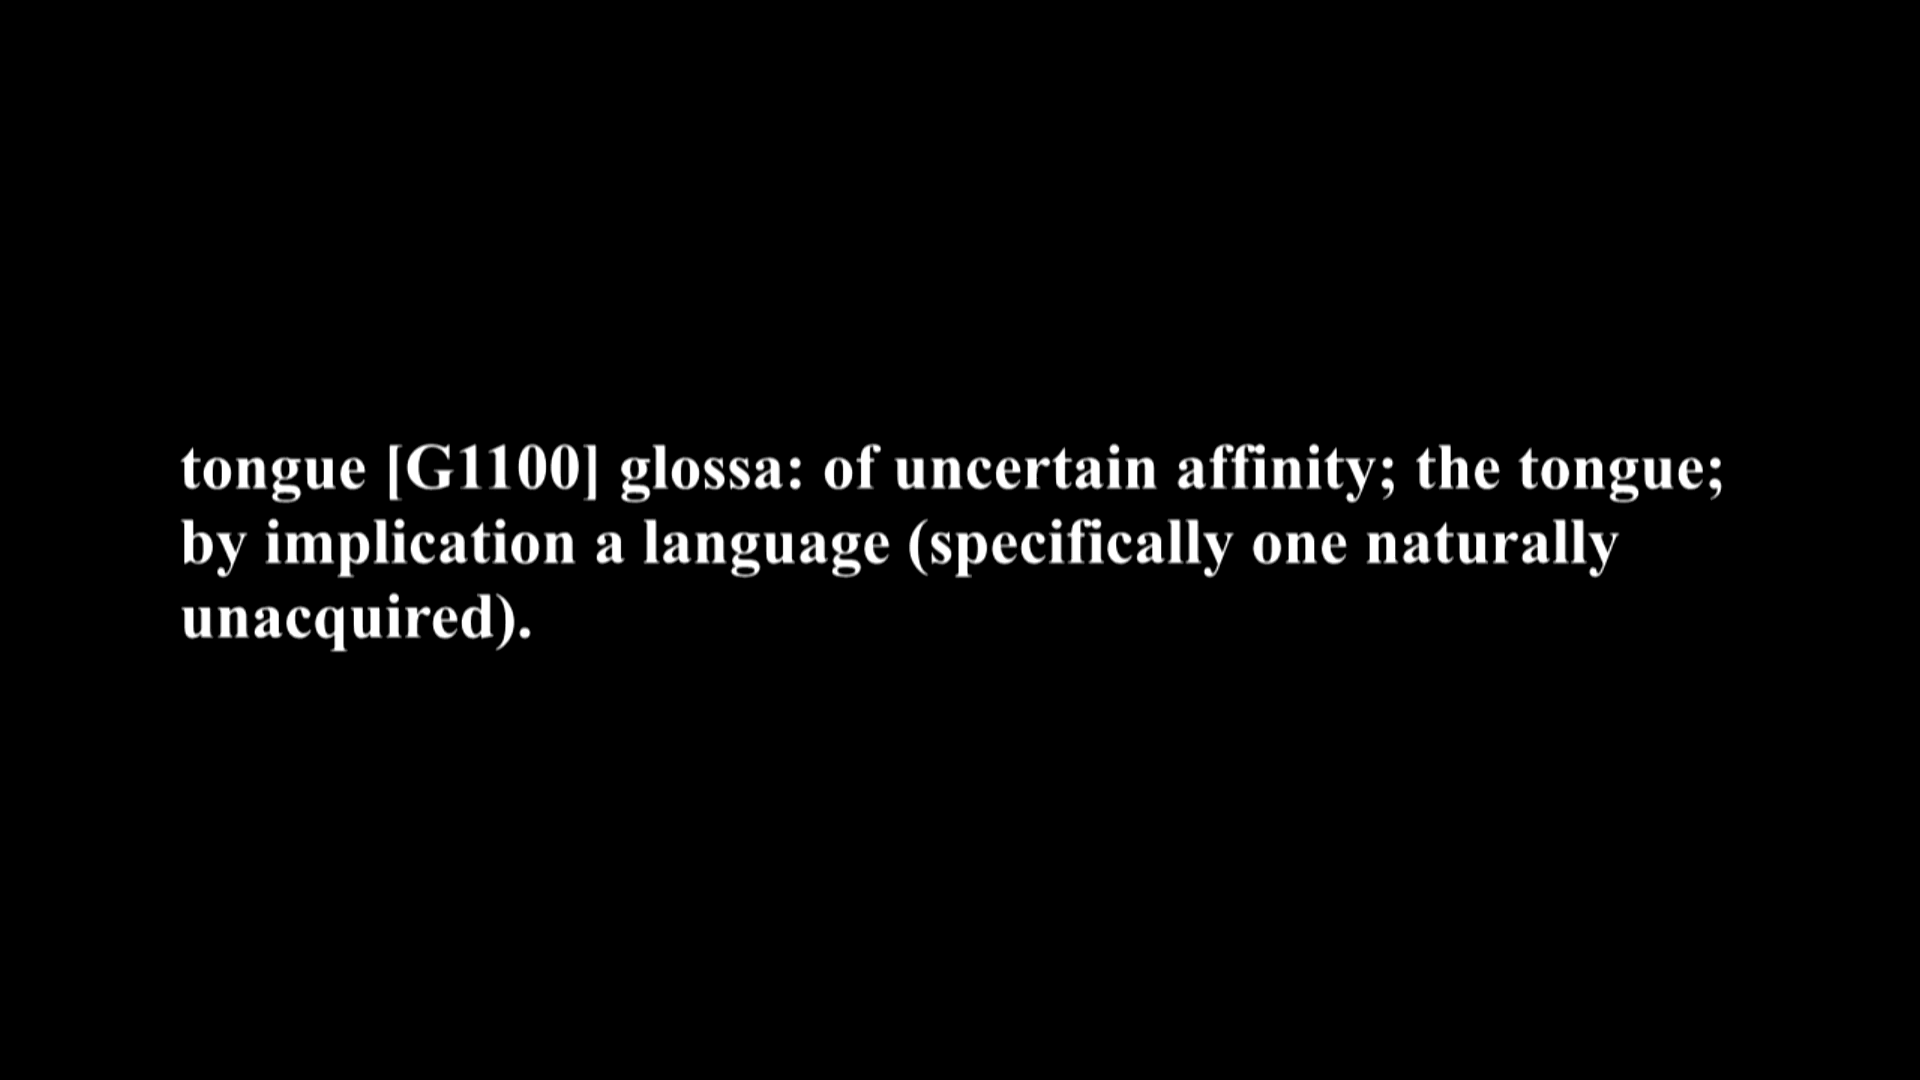 tongue [G1100] glossa: of uncertain affinity; the tongue;
by implication a language (specifically one naturally
unacquired).